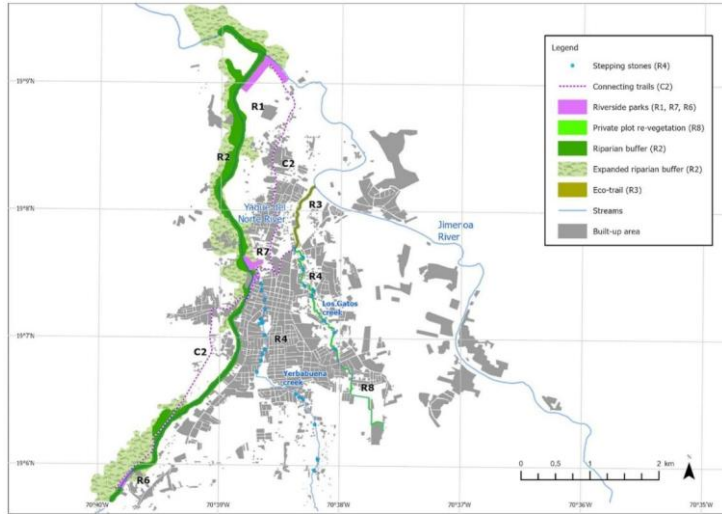 Legend
Stepping stones (R4)
Connecting trails (C2)
Riverside parks (R1, R7, R6)
Private plot re-vegetation (R8)
Riparian buffer (R2)
Expanded riparian buffer (R2)
Eco-trail (R3)
Streams
Built-up area
19°9'N
R1
R2
C2
19°8'N
R3
Yaque del
Norte River
Jimenoa
River
R7
R4
Los Gatos
creek
19°7'N
R4
C2
Yerbabuena
creek
R8
19°6'N
R6
0 0,5 1 2 km
70°40'W 70°39'W 70°38'W 70°37'W 70°36'W 70°35'W